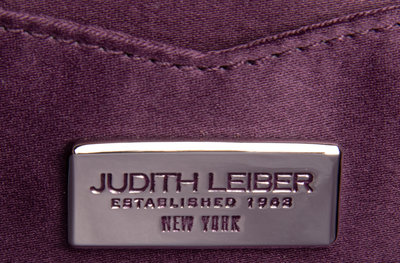 JUDITH LEIBER
ESTABLISHED 1963
NEW YORK